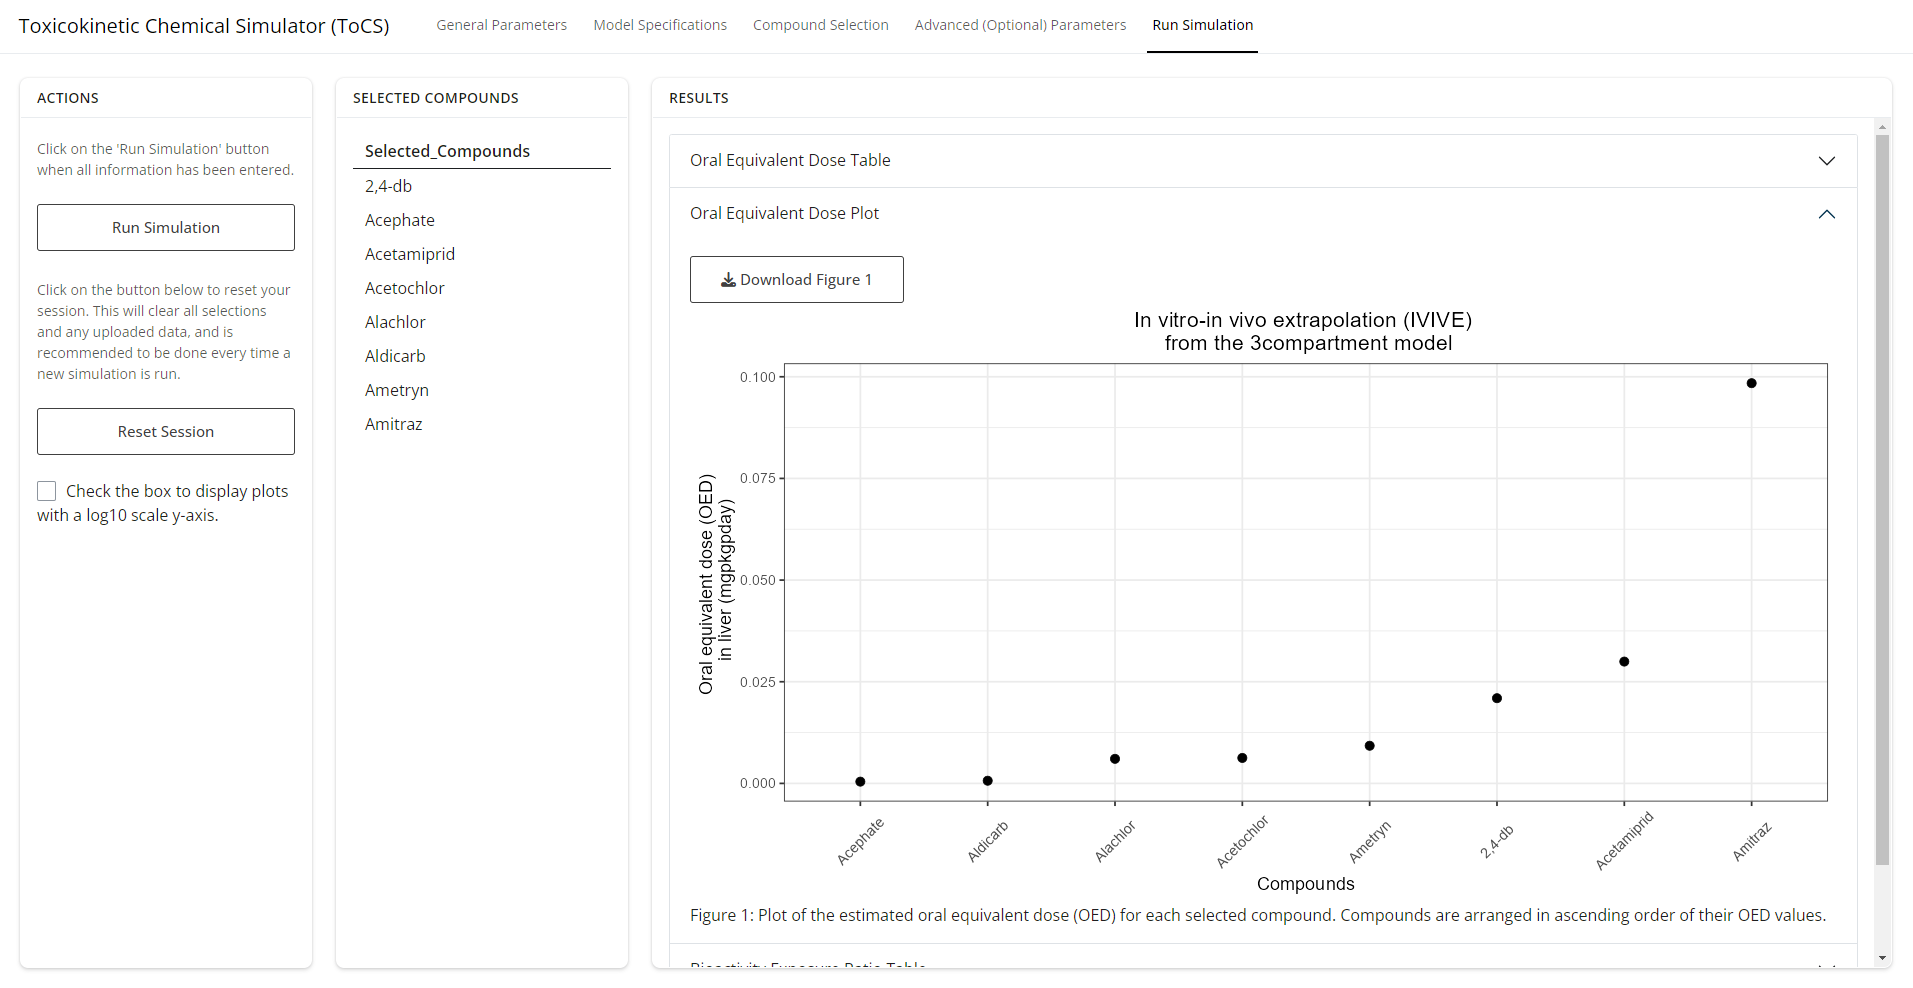 Toxicokinetic Chemical Simulator (ToCS)
General Parameters
Model Specifications
Compound Selection
Advanced (Optional) Parameters
Run Simulation
ACTIONS
Click on the 'Run Simulation' button
when all information has been entered.
Run Simulation
Click on the button below to reset your
session. This will clear all selections
and any uploaded data, and is
recommended to be done every time a
new simulation is run.
Reset Session
Check the box to display plots
with a log10 scale y-axis.
SELECTED COMPOUNDS
Selected_Compounds
2,4-db
Acephate
Acetamiprid
Acetochlor
Alachlor
Aldicarb
Ametryn
Amitraz
RESULTS
Oral Equivalent Dose Table
Oral Equivalent Dose Plot
Download Figure 1
In vitro-in vivo extrapolation (IVIVE)
from the 3compartment model
Oral equivalent dose (OED)
in liver (mgpkgpday)
0.100
0.075
0.050
0.025
0.000
Acephate
Aldicarb
Alachlor
Acetochlor
Ametryn
2,4-db
Acetamiprid
Amitraz
Compounds
Figure 1: Plot of the estimated oral equivalent dose (OED) for each selected compound. Compounds are arranged in ascending order of their OED values.
Bioactivity Exposure Ratio Table